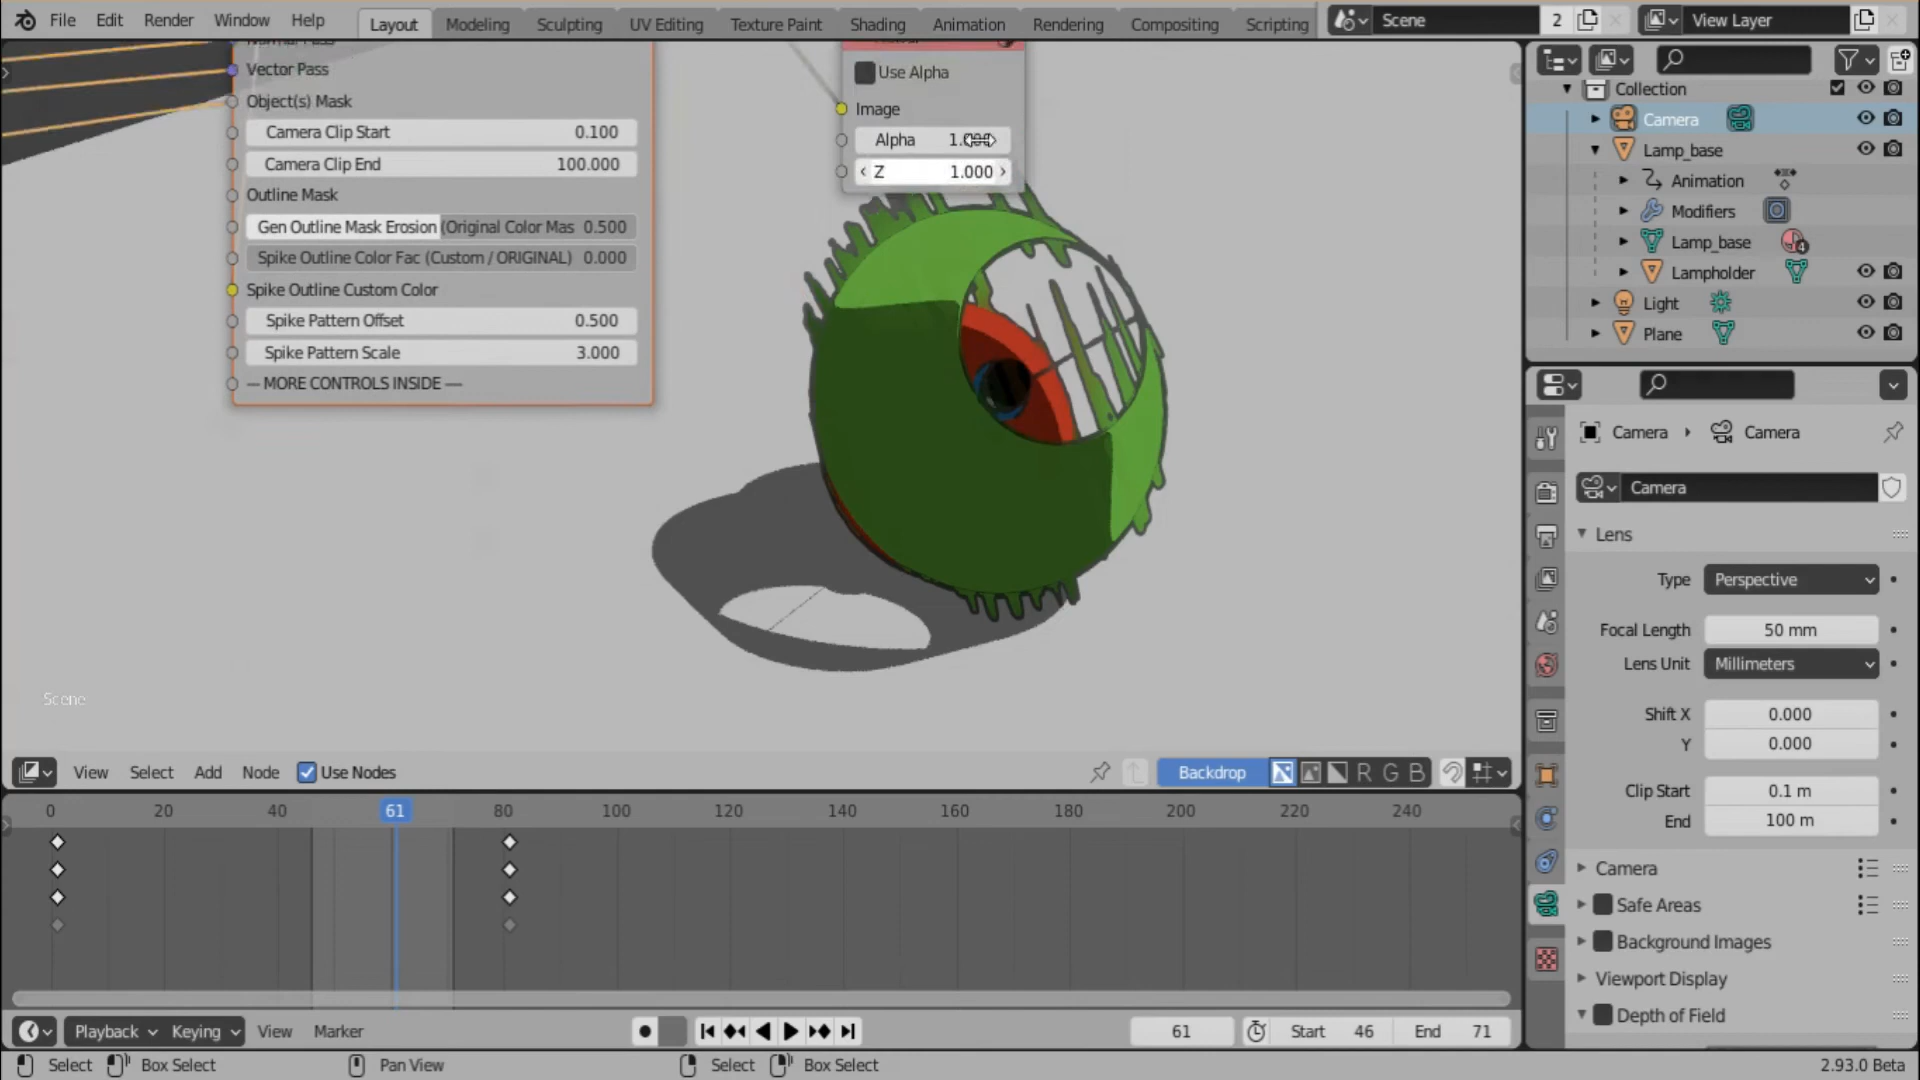 File Edit Render Window Help Layout Modeling Sculpting UV Editing Texture Paint Shading Animation Rendering Compositing Scripting Scene 2 View Layer
Vector Pass
Object(s) Mask
Camera Clip Start 0.100
Camera Clip End 100.000
Outline Mask
Gen Outline Mask Erosion (Original Color Mas 0.500
Spike Outline Color Fac (Custom / ORIGINAL) 0.000
Spike Outline Custom Color
Spike Pattern Offset 0.500
Spike Pattern Scale 3.000
— MORE CONTROLS INSIDE —
Use Alpha
Image
Alpha
Z 1.000
Collection
Camera
Lamp_base
Animation
Modifiers
Lamp_base
4
Lampholder
Light
Plane
Camera Camera
Camera
Lens
Type Perspective
Focal Length 50 mm
Lens Unit Millimeters
Shift X 0.000
Y 0.000
Clip Start 0.1 m
End 100 m
Camera
Safe Areas
Background Images
Viewport Display
Depth of Field
Scene
View Select Add Node Use Nodes Backdrop R G B
0 20 40 61 80 100 120 140 160 180 200 220 240
Playback Keying View Marker 61 Start 46 End 71
Select Box Select Pan View Select Box Select 2.93.0 Beta